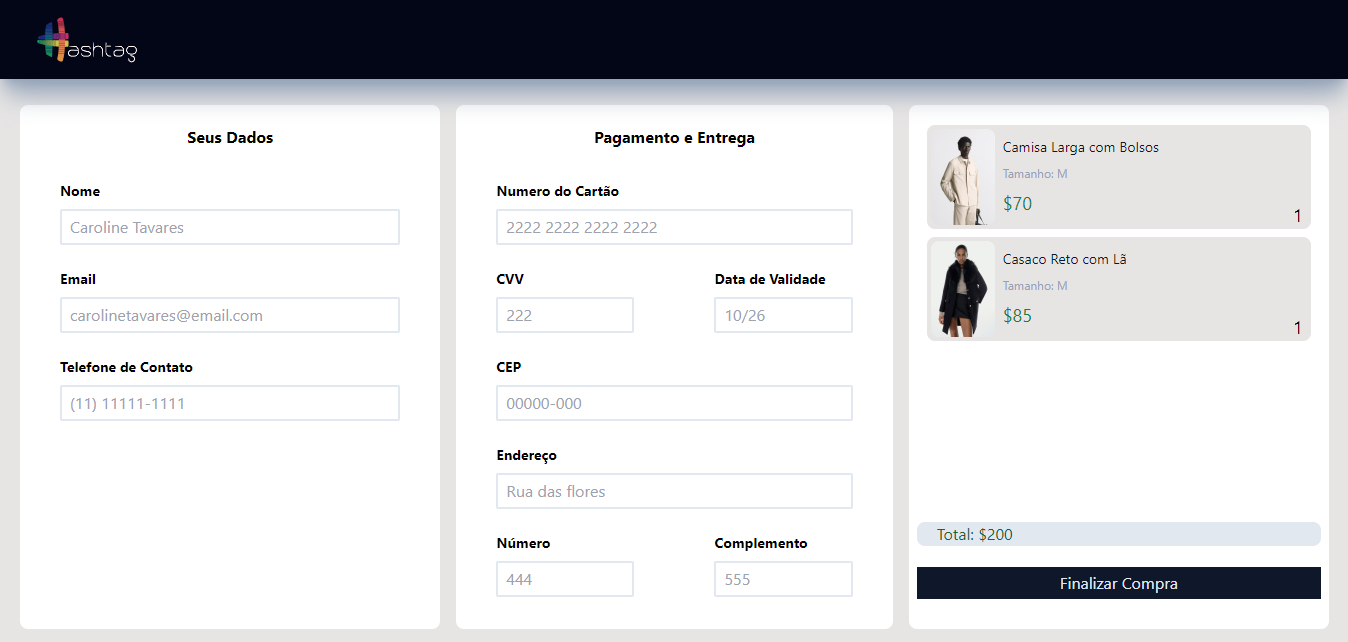 Hashtag
Seus Dados
Nome
Caroline Tavares
Email
carolinetavares@email.com
Telefone de Contato
(11) 11111-1111
Pagamento e Entrega
Numero do Cartão
2222 2222 2222 2222
CVV
Data de Validade
222
10/26
CEP
00000-000
Endereço
Rua das flores
Número
Complemento
444
555
Camisa Larga com Bolsos
Tamanho: M
$70
1
Casaco Reto com Lã
Tamanho: M
$85
1
Total: $200
Finalizar Compra